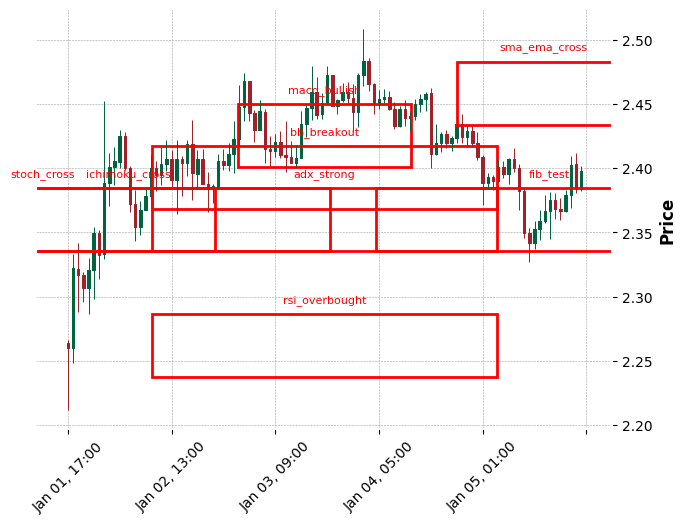 2.50
sma_ema_cross
2.45
macd_bullish
bb_breakout
2.40
stoch_cross
ichimoku_cross
adx_strong
fib_test
2.35
2.30
rsi_overbought
2.25
2.20
Price
Jan 01, 17:00
Jan 02, 13:00
Jan 03, 09:00
Jan 04, 05:00
Jan 05, 01:00